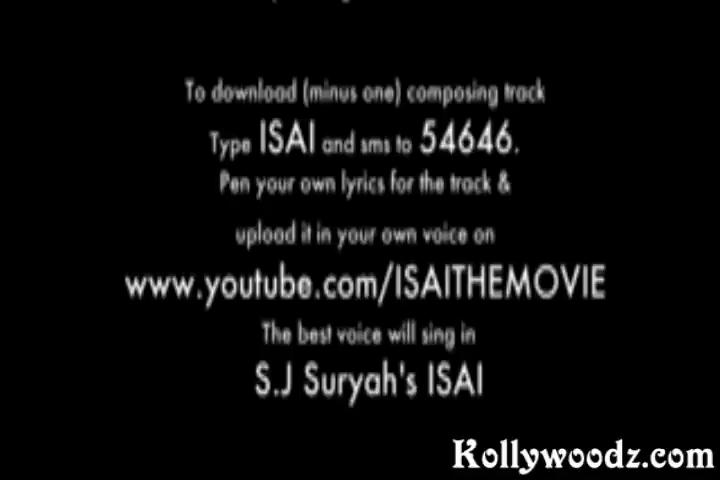 To download (minus one) composing track
Type ISAI and sms to 54646.
Pen your own lyrics for the track &
upload it in your own voice on
www.youtube.com/ISAITHEMOVIE
The best voice will sing in
S.J Suryah's ISAI
Kollywoodz.com